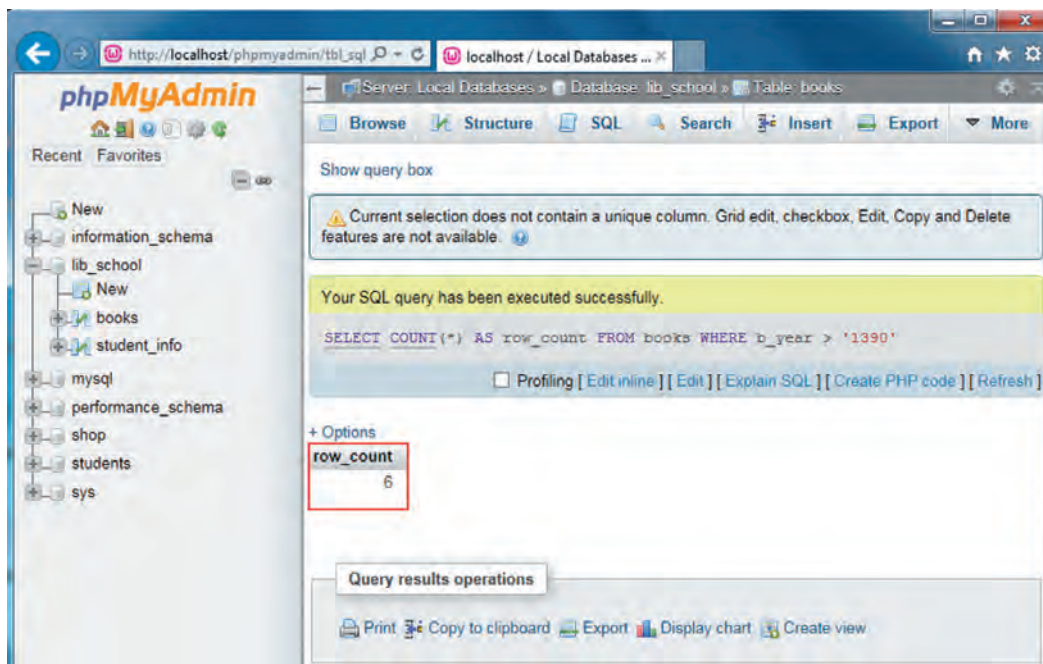 http://localhost/phpmyadmin/tbl_sql
localhost / Local Databases ...
phpMyAdmin
Recent Favorites
New
information_schema
lib_school
New
books
student_info
mysql
performance_schema
shop
students
sys
Server: Local Databases » Database: lib_school » Table: books
Browse Structure SQL Search Insert Export More
Show query box
Current selection does not contain a unique column. Grid edit, checkbox, Edit, Copy and Delete
features are not available.
Your SQL query has been executed successfully.
SELECT COUNT(*) AS row_count FROM books WHERE b_year > '1390'
Profiling [ Edit inline ] [ Edit ] [ Explain SQL ] [ Create PHP code ] [ Refresh ]
+ Options
row_count
6
Query results operations
Print Copy to clipboard Export Display chart Create view